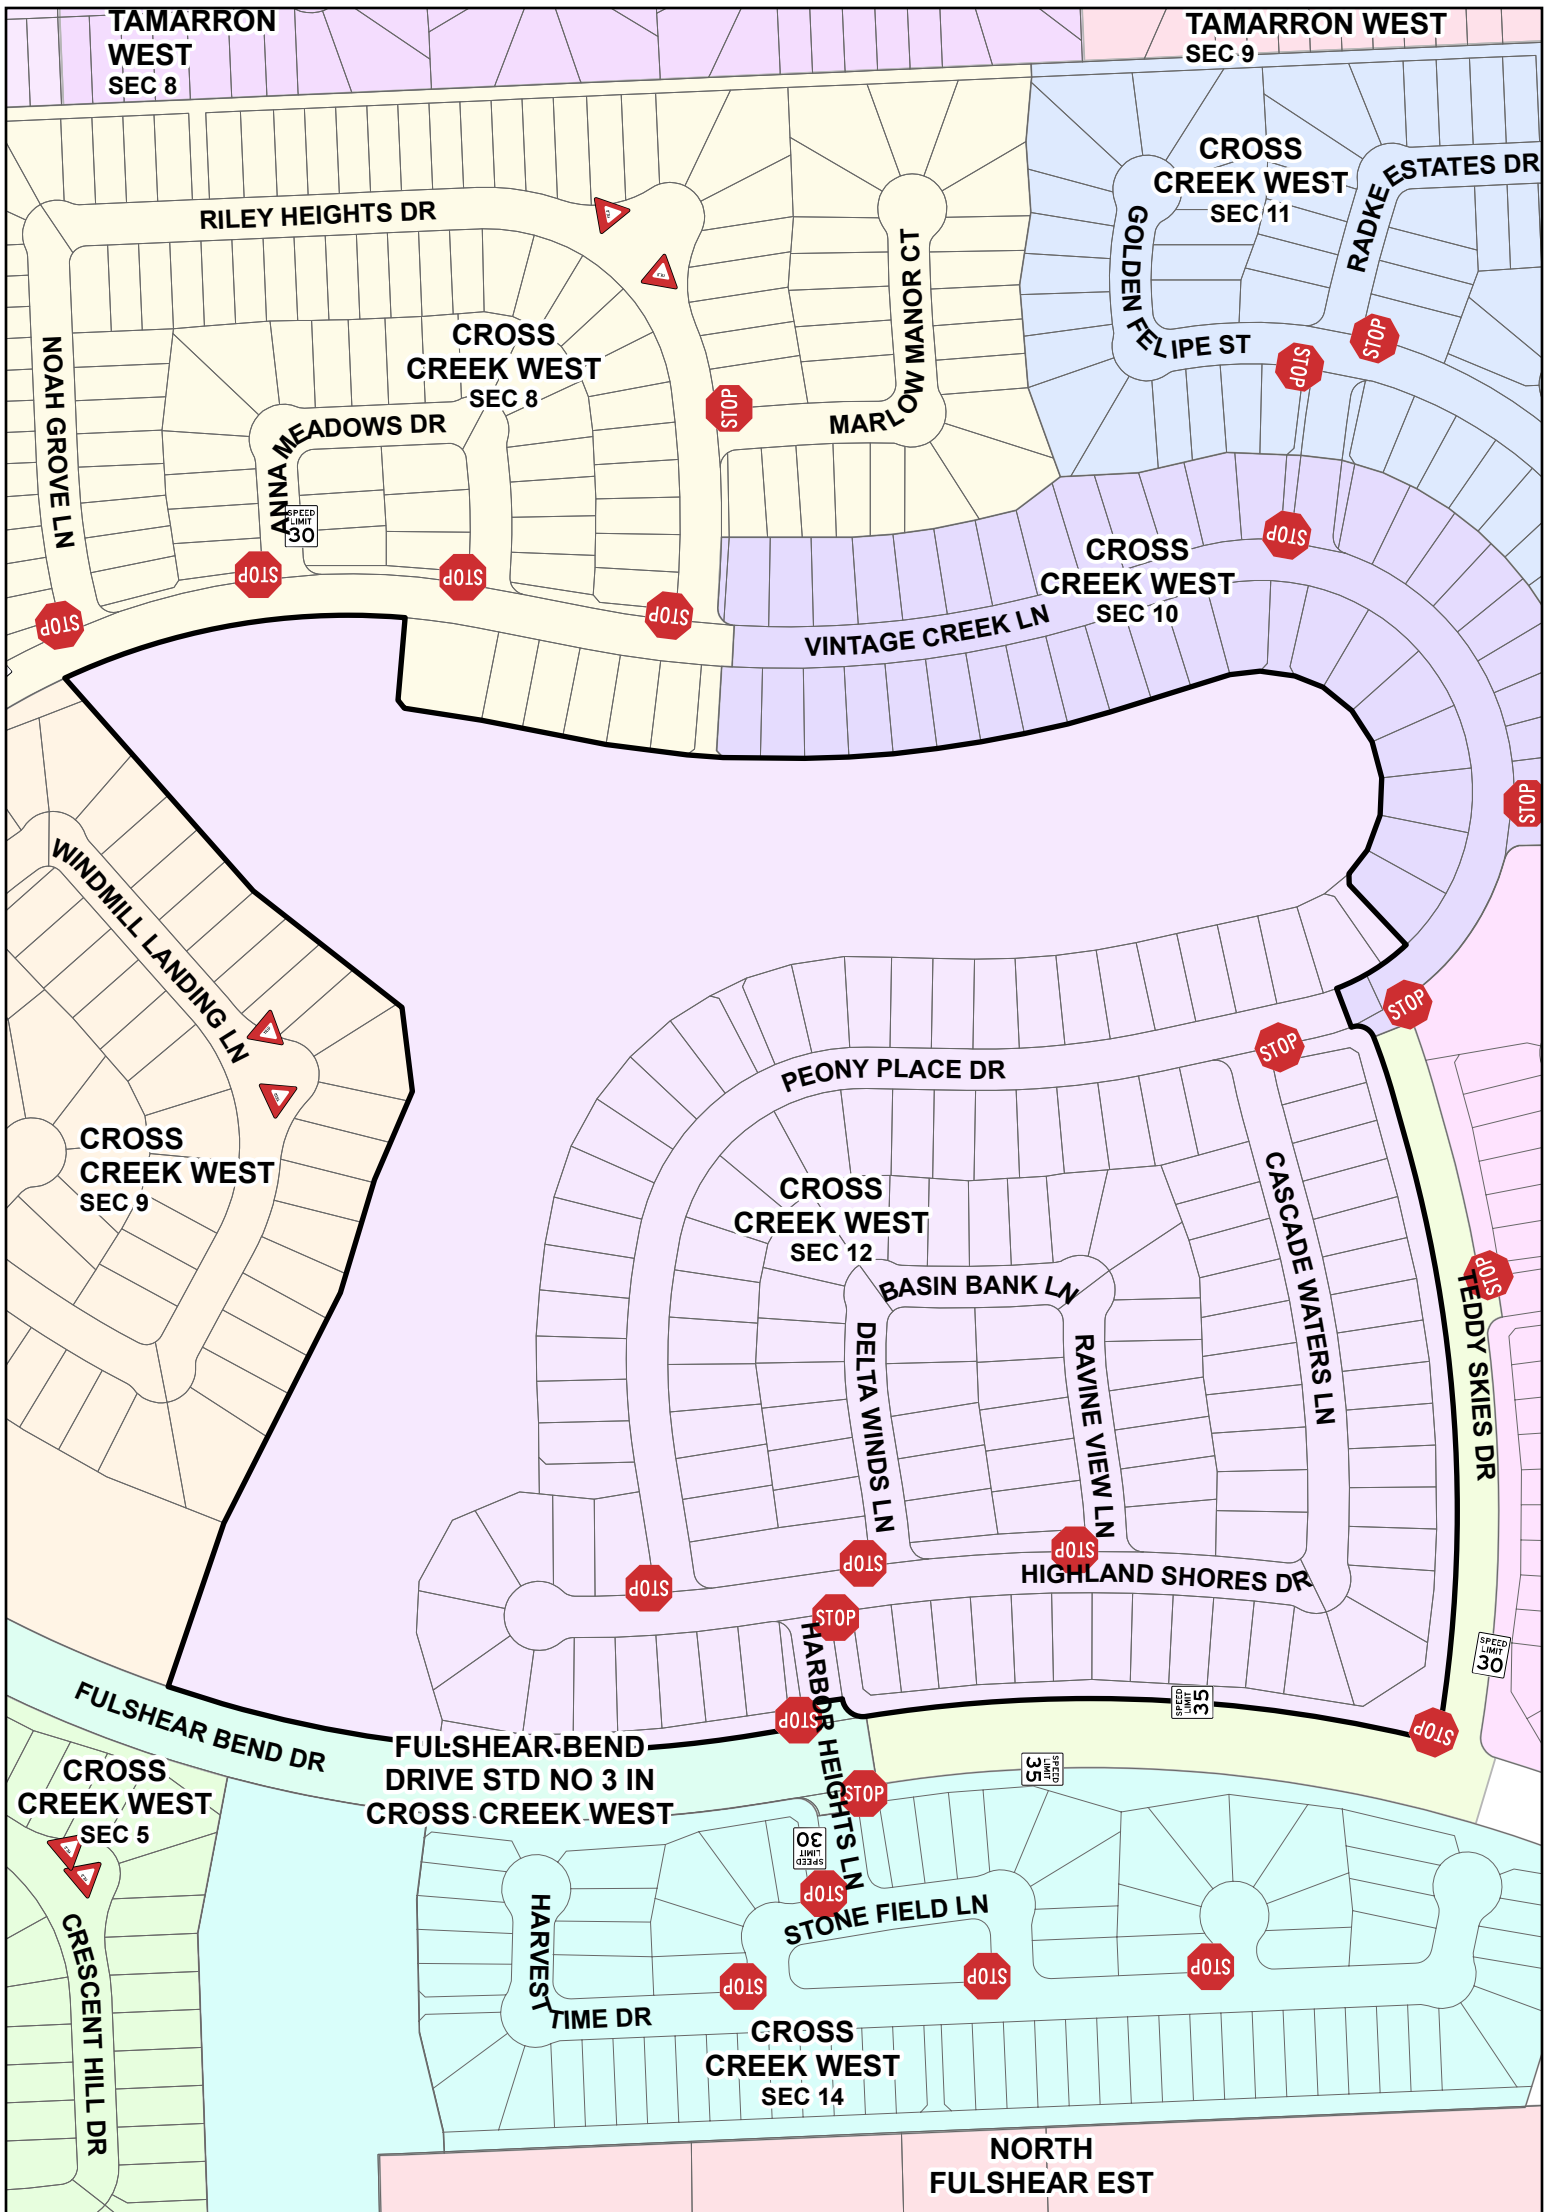 TAMARRON
WEST
SEC 8
TAMARRON WEST
SEC 9
CROSS
CREEK WEST
SEC 11
RADKE ESTATES DR
GOLDEN FELIPE ST
STOP
STOP
RILEY HEIGHTS DR
MARLOW MANOR CT
NOAH GROVE LN
CROSS
CREEK WEST
SEC 8
STOP
ANNA MEADOWS DR
SPEED
LIMIT
30
STOP
STOP
STOP
STOP
STOP
CROSS
CREEK WEST
SEC 10
VINTAGE CREEK LN
STOP
WINDMILL LANDING LN
STOP
STOP
PEONY PLACE DR
CROSS
CREEK WEST
SEC 9
CROSS
CREEK WEST
SEC 12
CASCADE WATERS LN
STOP
TEDDY SKIES DR
BASIN BANK LN
DELTA WINDS LN
RAVINE VIEW LN
STOP
STOP
STOP
HIGHLAND SHORES DR
STOP
HARBOR HEIGHTS LN
SPEED
LIMIT
30
SPEED
LIMIT
35
STOP
STOP
FULSHEAR BEND DR
FULSHEAR BEND
DRIVE STD NO 3 IN
CROSS CREEK WEST
SPEED
LIMIT
35
STOP
CROSS
CREEK WEST
SEC 5
SPEED
LIMIT
30
STOP
STONE FIELD LN
HARVEST TIME DR
STOP
STOP
STOP
CRESCENT HILL DR
CROSS
CREEK WEST
SEC 14
NORTH
FULSHEAR EST